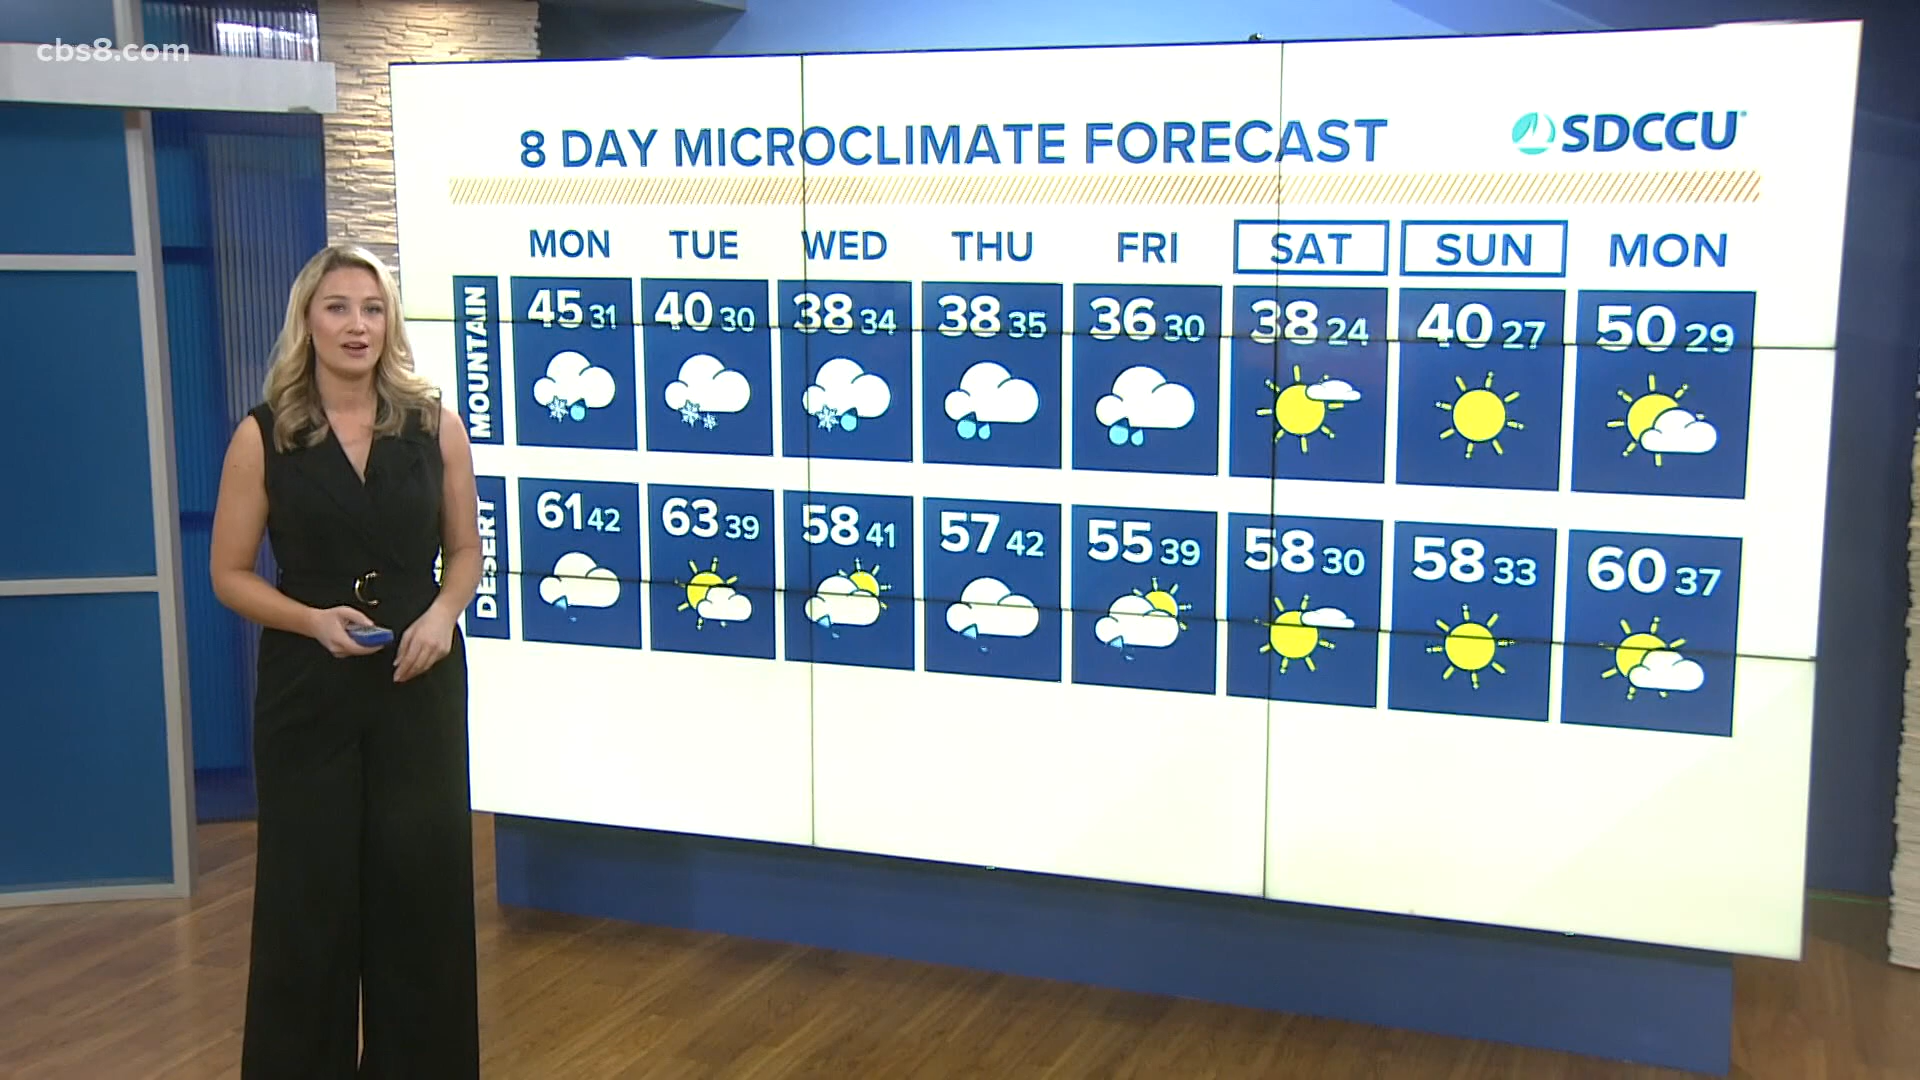 cbs8.com
8 DAY MICROCLIMATE FORECAST
SDCCU
MON TUE WED THU FRI SAT SUN MON
MOUNTAIN
45 31 40 30 38 34 38 35 36 30 38 24 40 27 50 29
DESERT
61 42 63 39 58 41 57 42 55 39 58 30 58 33 60 37